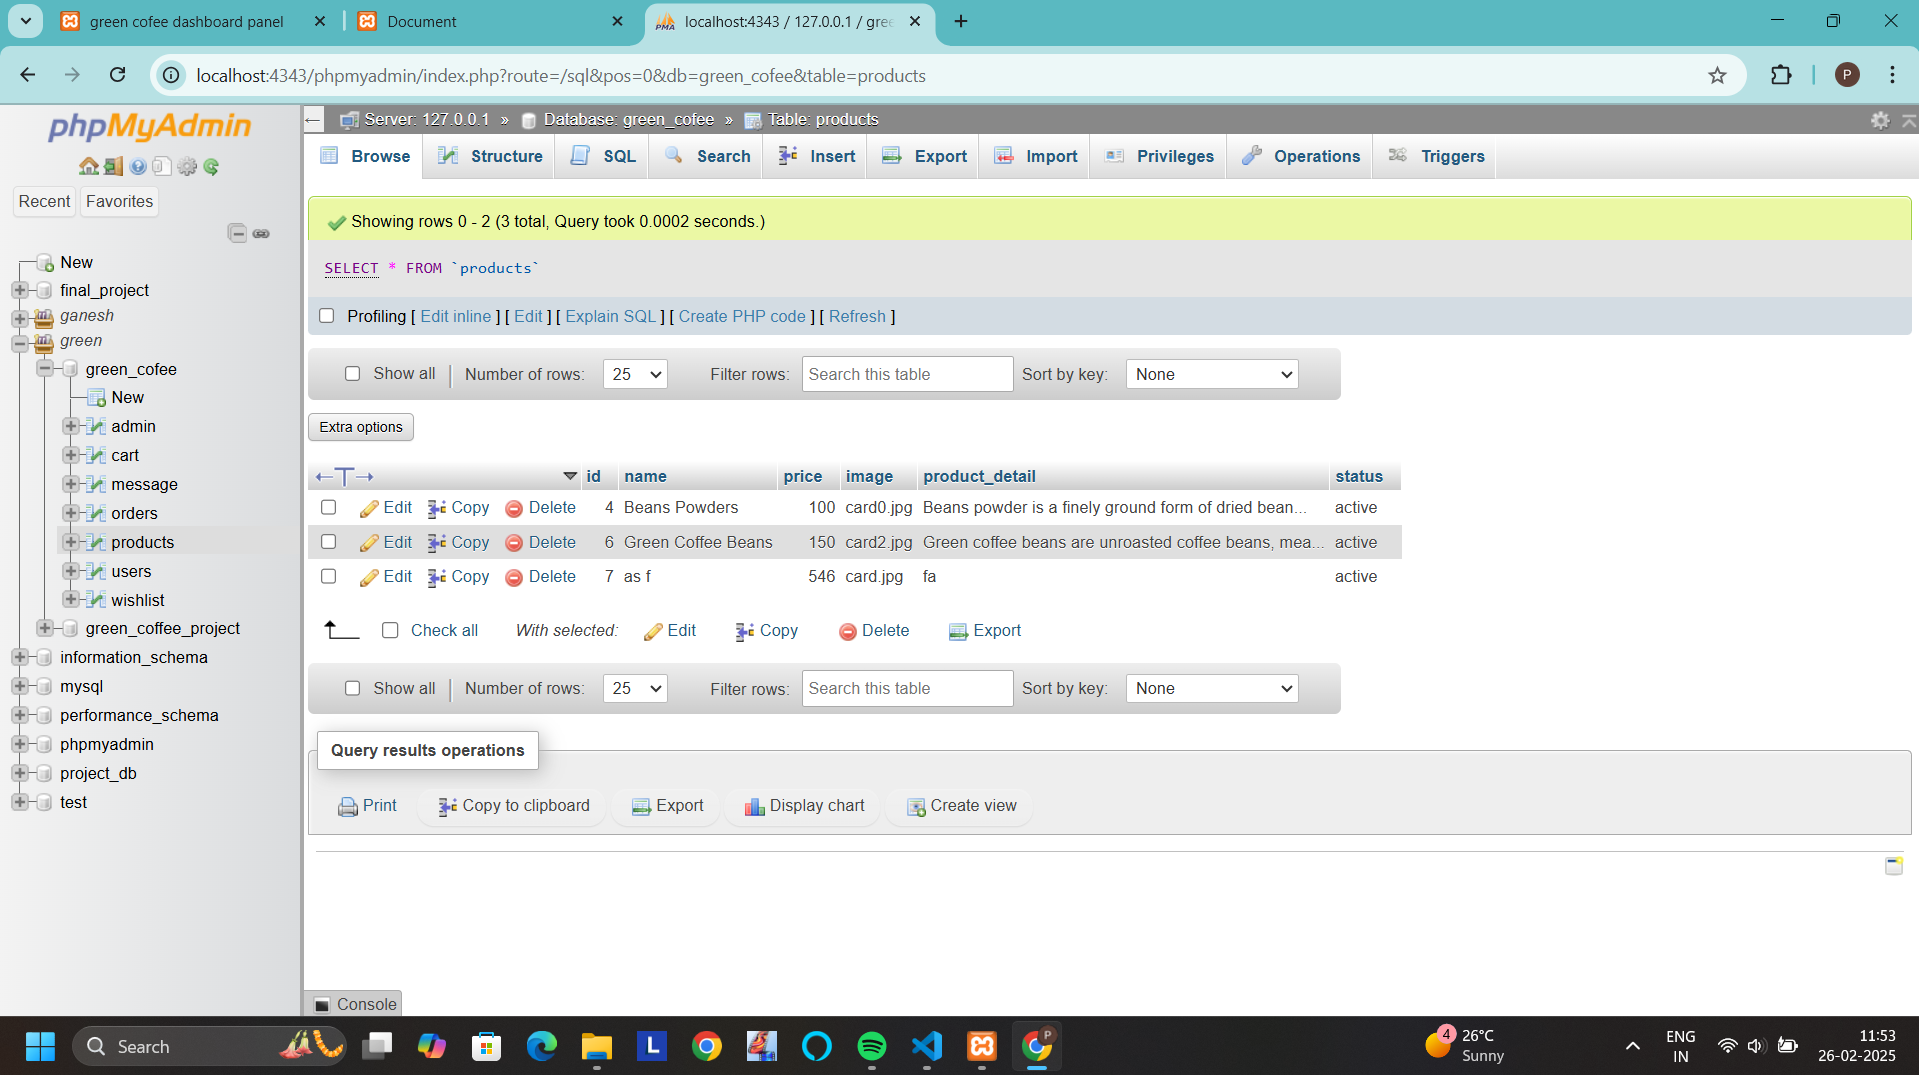 green cofee dashboard panel
Document
localhost:4343 / 127.0.0.1 / gree
localhost:4343/phpmyadmin/index.php?route=/sql&pos=0&db=green_cofee&table=products
P
phpMyAdmin
Recent Favorites
New
final_project
ganesh
green
green_cofee
New
admin
cart
message
orders
products
users
wishlist
green_coffee_project
information_schema
mysql
performance_schema
phpmyadmin
project_db
test
Server: 127.0.0.1 » Database: green_cofee » Table: products
Browse Structure SQL Search Insert Export Import Privileges Operations Triggers
Showing rows 0 - 2 (3 total, Query took 0.0002 seconds.)
SELECT * FROM `products`
Profiling [ Edit inline ] [ Edit ] [ Explain SQL ] [ Create PHP code ] [ Refresh ]
Show all | Number of rows: 25 Filter rows: Search this table Sort by key: None
Extra options
←T→ id name price image product_detail status
Edit Copy Delete 4 Beans Powders 100 card0.jpg Beans powder is a finely ground form of dried bean... active
Edit Copy Delete 6 Green Coffee Beans 150 card2.jpg Green coffee beans are unroasted coffee beans, mea... active
Edit Copy Delete 7 as f 546 card.jpg fa active
Check all With selected: Edit Copy Delete Export
Show all | Number of rows: 25 Filter rows: Search this table Sort by key: None
Query results operations
Print Copy to clipboard Export Display chart Create view
Console
Search
L
P
4
26°C
Sunny
ENG
IN
11:53
26-02-2025